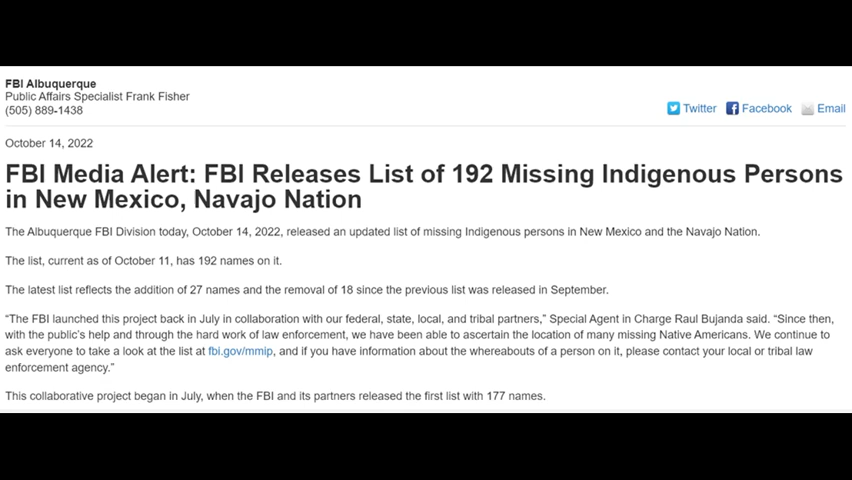 FBI Albuquerque
Public Affairs Specialist Frank Fisher
(505) 889-1438
Twitter Facebook Email
October 14, 2022
FBI Media Alert: FBI Releases List of 192 Missing Indigenous Persons
in New Mexico, Navajo Nation
The Albuquerque FBI Division today, October 14, 2022, released an updated list of missing Indigenous persons in New Mexico and the Navajo Nation.
The list, current as of October 11, has 192 names on it.
The latest list reflects the addition of 27 names and the removal of 18 since the previous list was released in September.
“The FBI launched this project back in July in collaboration with our federal, state, local, and tribal partners,” Special Agent in Charge Raul Bujanda said. “Since then,
with the public’s help and through the hard work of law enforcement, we have been able to ascertain the location of many missing Native Americans. We continue to
ask everyone to take a look at the list at fbi.gov/mmip, and if you have information about the whereabouts of a person on it, please contact your local or tribal law
enforcement agency.”
This collaborative project began in July, when the FBI and its partners released the first list with 177 names.